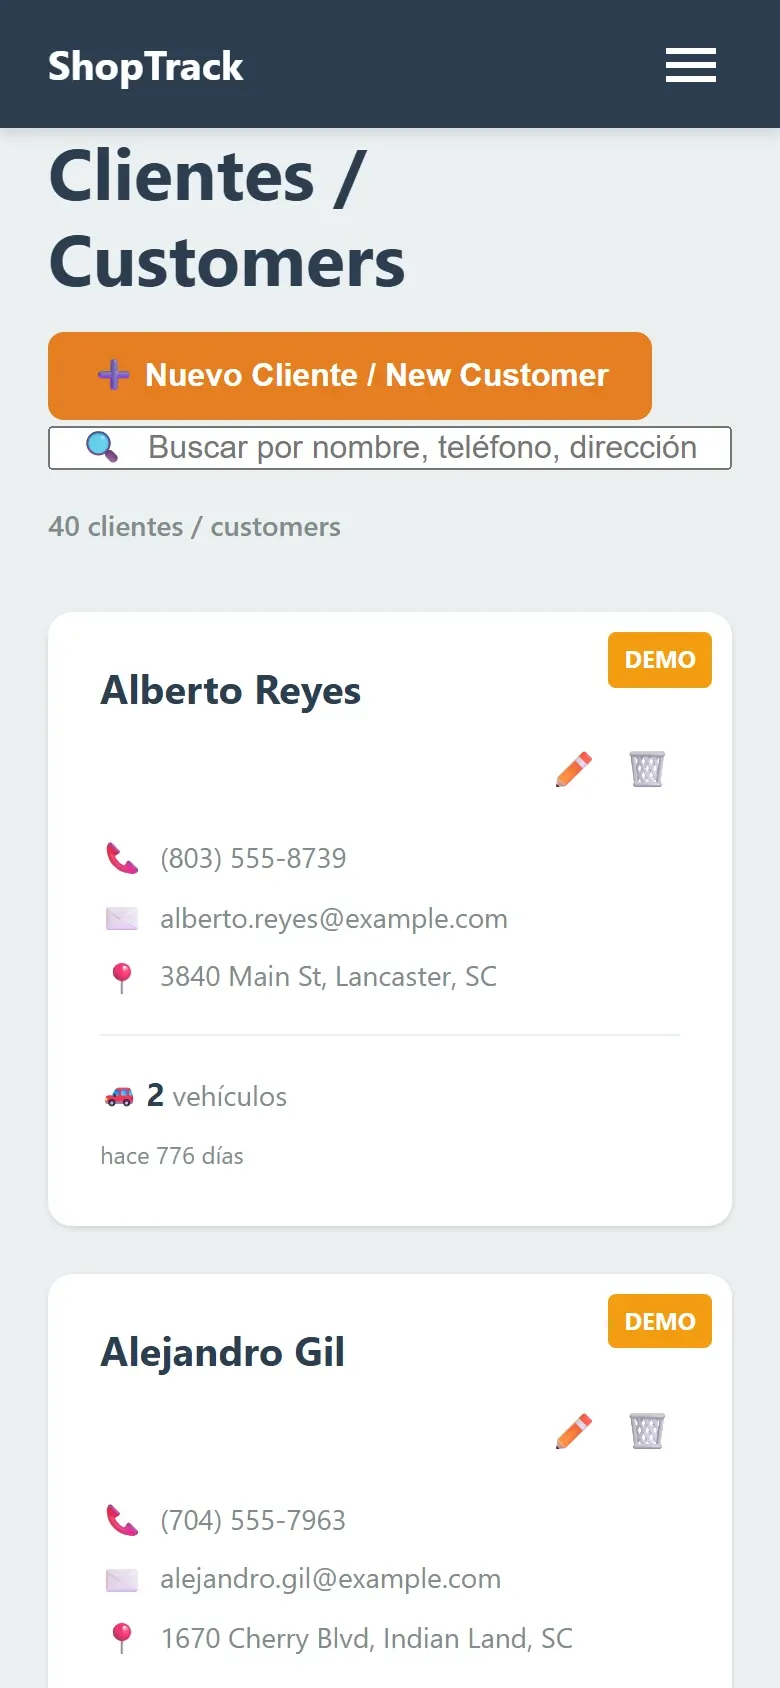 ShopTrack
Clientes /
Customers
➕ Nuevo Cliente / New Customer
🔍 Buscar por nombre, teléfono, dirección
40 clientes / customers
DEMO
Alberto Reyes
(803) 555-8739
alberto.reyes@example.com
3840 Main St, Lancaster, SC
2 vehículos
hace 776 días
DEMO
Alejandro Gil
(704) 555-7963
alejandro.gil@example.com
1670 Cherry Blvd, Indian Land, SC